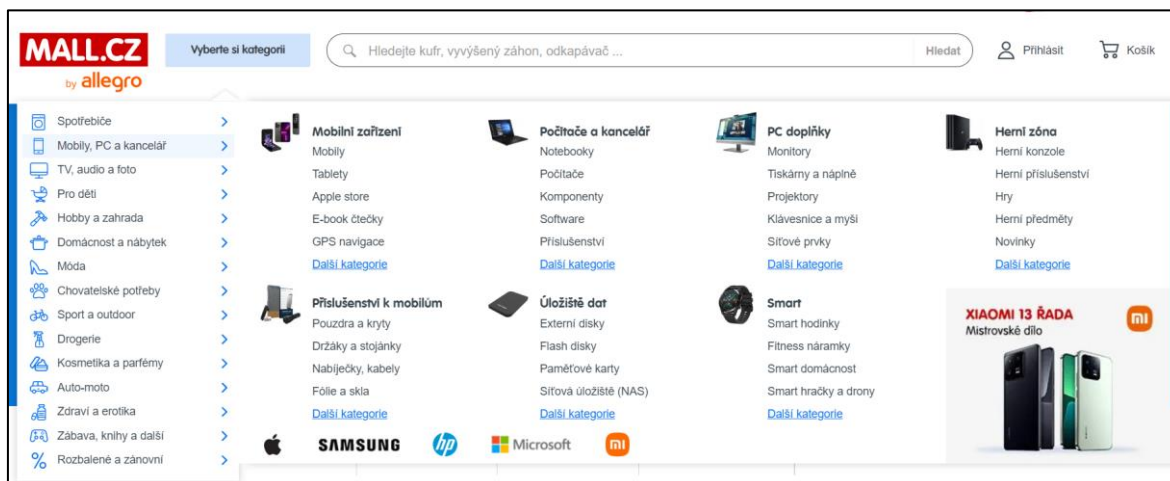 MALL.CZ
by allegro
Vyberte si kategorii
Hledejte kufr, vyvýšený záhon, odkapávač ...
Hledat
Přihlásit
Košík
Spotřebiče
Mobily, PC a kancelář
TV, audio a foto
Pro děti
Hobby a zahrada
Domácnost a nábytek
Móda
Chovatelské potřeby
Sport a outdoor
Drogerie
Kosmetika a parfémy
Auto-moto
Zdraví a erotika
Zábava, knihy a další
Rozbalené a zánovní
Mobilní zařízení
Mobily
Tablety
Apple store
E-book čtečky
GPS navigace
Další kategorie
Počítače a kancelář
Notebooky
Počítače
Komponenty
Software
Příslušenství
Další kategorie
PC doplňky
Monitory
Tiskárny a náplně
Projektory
Klávesnice a myši
Síťové prvky
Další kategorie
Herní zóna
Herní konzole
Herní příslušenství
Hry
Herní předměty
Novinky
Další kategorie
Příslušenství k mobilům
Pouzdra a kryty
Držáky a stojánky
Nabíječky, kabely
Fólie a skla
Další kategorie
Úložiště dat
Externí disky
Flash disky
Paměťové karty
Síťová úložiště (NAS)
Další kategorie
Smart
Smart hodinky
Fitness náramky
Smart domácnost
Smart hračky a drony
Další kategorie
XIAOMI 13 ŘADA
Mistrovské dílo
mi
SAMSUNG
hp
Microsoft
mi